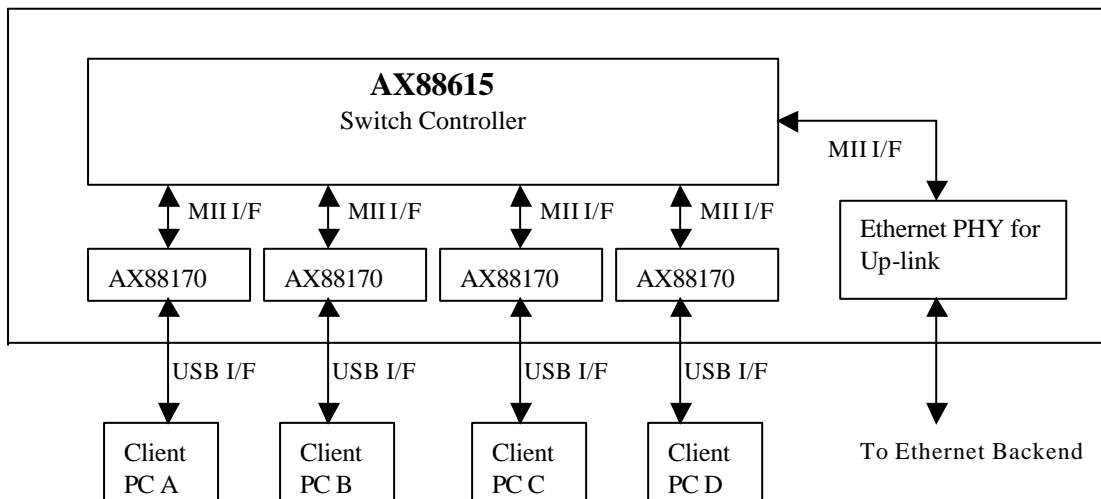 AX88615
Switch Controller
MII I/F
MII I/F
MII I/F
MII I/F
MII I/F
Ethernet PHY for
Up-link
AX88170
AX88170
AX88170
AX88170
USB I/F
USB I/F
USB I/F
USB I/F
Client
PC A
Client
PC B
Client
PC C
Client
PC D
To Ethernet Backend